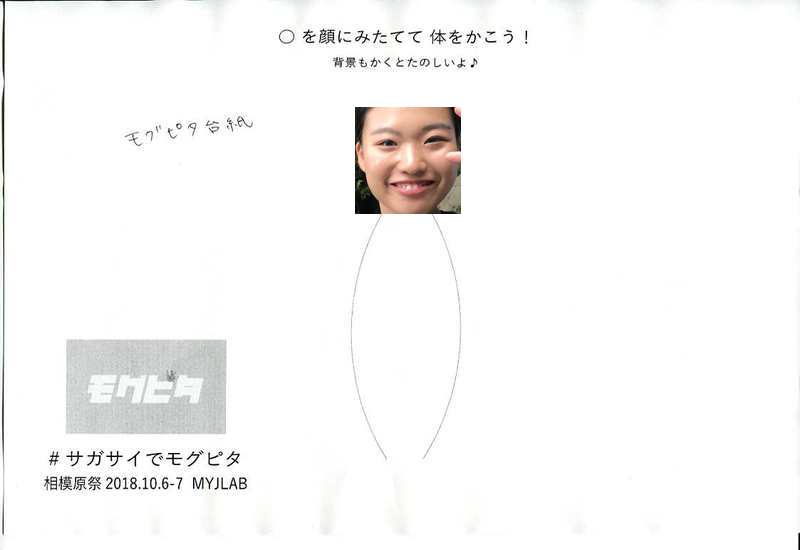 ○ を顔にみたてて 体をかこう！
背景もかくとたのしいよ♪
モグピタ台紙
モグピタ
# サガサイでモグピタ
相模原祭 2018.10.6-7 MYJLAB